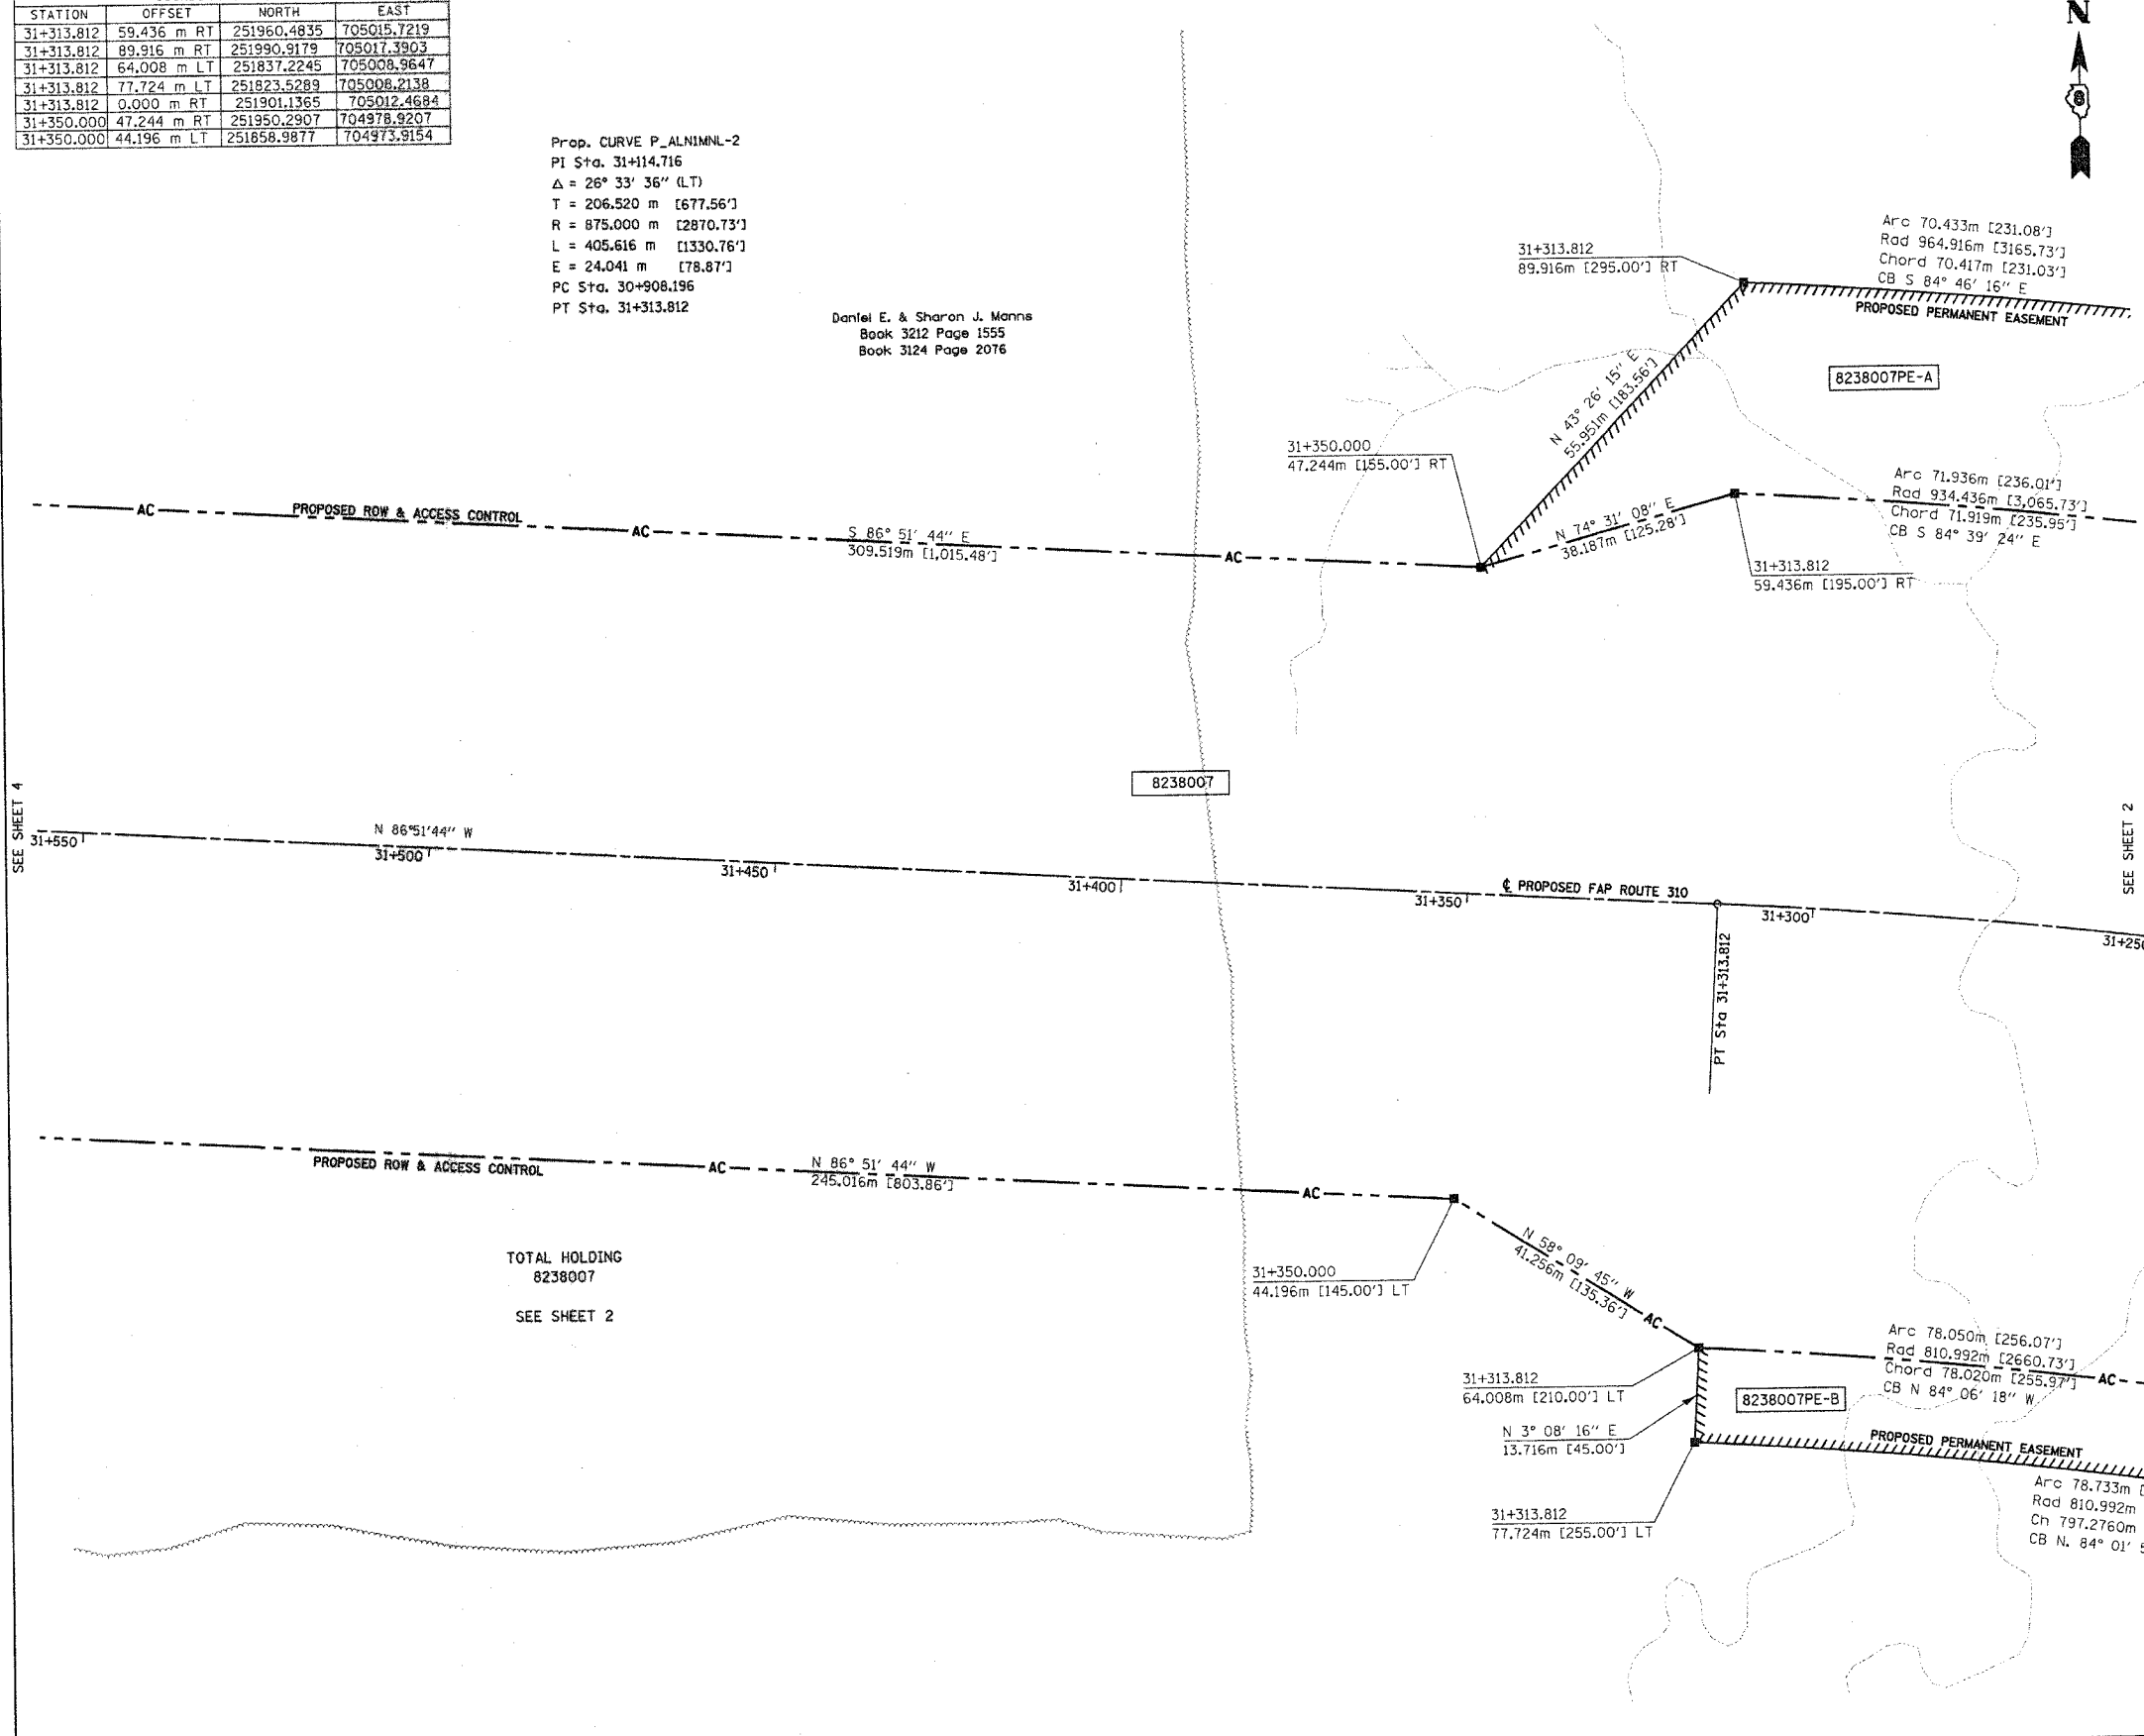 STATION OFFSET NORTH EAST
31+313.812 59.436 m RT 251960.4835 705015.7219
31+313.812 89.916 m RT 251990.9179 705017.3903
31+313.812 64.008 m LT 251837.2245 705008.9647
31+313.812 77.724 m LT 251823.5289 705008.2138
31+313.812 0.000 m RT 251901.1365 705012.4684
31+350.000 47.244 m RT 251950.2907 704978.9207
31+350.000 44.196 m LT 251858.9877 704973.9154
N
Prop. CURVE P_ALN1MNL-2
PI Sta. 31+114.716
Δ = 26° 33' 36" (LT)
T = 206.520 m [677.56']
R = 875.000 m [2870.73']
L = 405.616 m [1330.76']
E = 24.041 m [78.87']
PC Sta. 30+908.196
PT Sta. 31+313.812
Daniel E. & Sharon J. Manns
Book 3212 Page 1555
Book 3124 Page 2076
31+313.812
89.916m [295.00'] RT
Arc 70.433m [231.08']
Rad 964.916m [3165.73']
Chord 70.417m [231.03']
CB S 84° 46' 16" E
PROPOSED PERMANENT EASEMENT
8238007PE-A
N 43° 26' 15" E
55.951m [183.56']
31+350.000
47.244m [155.00'] RT
N 74° 31' 08" E
38.187m [125.28']
Arc 71.936m [236.01']
Rad 934.436m [3,065.73']
Chord 71.919m [235.95']
CB S 84° 39' 24" E
31+313.812
59.436m [195.00'] RT
AC PROPOSED ROW & ACCESS CONTROL AC
S 86° 51' 44" E
309.519m [1,015.48']
AC
8238007
SEE SHEET 4
SEE SHEET 2
N 86°51'44" W
31+550
31+500
31+450
31+400
31+350
℄ PROPOSED FAP ROUTE 310
31+300
31+250
PT Sta 31+313.812
PROPOSED ROW & ACCESS CONTROL
AC
N 86° 51' 44" W
245.016m [803.86']
AC
TOTAL HOLDING
8238007
SEE SHEET 2
31+350.000
44.196m [145.00'] LT
N 58° 09' 45" W
41.256m [135.36']
AC
Arc 78.050m [256.07']
Rad 810.992m [2660.73']
Chord 78.020m [255.97']
CB N 84° 06' 18" W
AC
31+313.812
64.008m [210.00'] LT
8238007PE-B
N 3° 08' 16" E
13.716m [45.00']
PROPOSED PERMANENT EASEMENT
31+313.812
77.724m [255.00'] LT
Arc 78.733m [
Rad 810.992m
Ch 797.2760m
CB N. 84° 01'